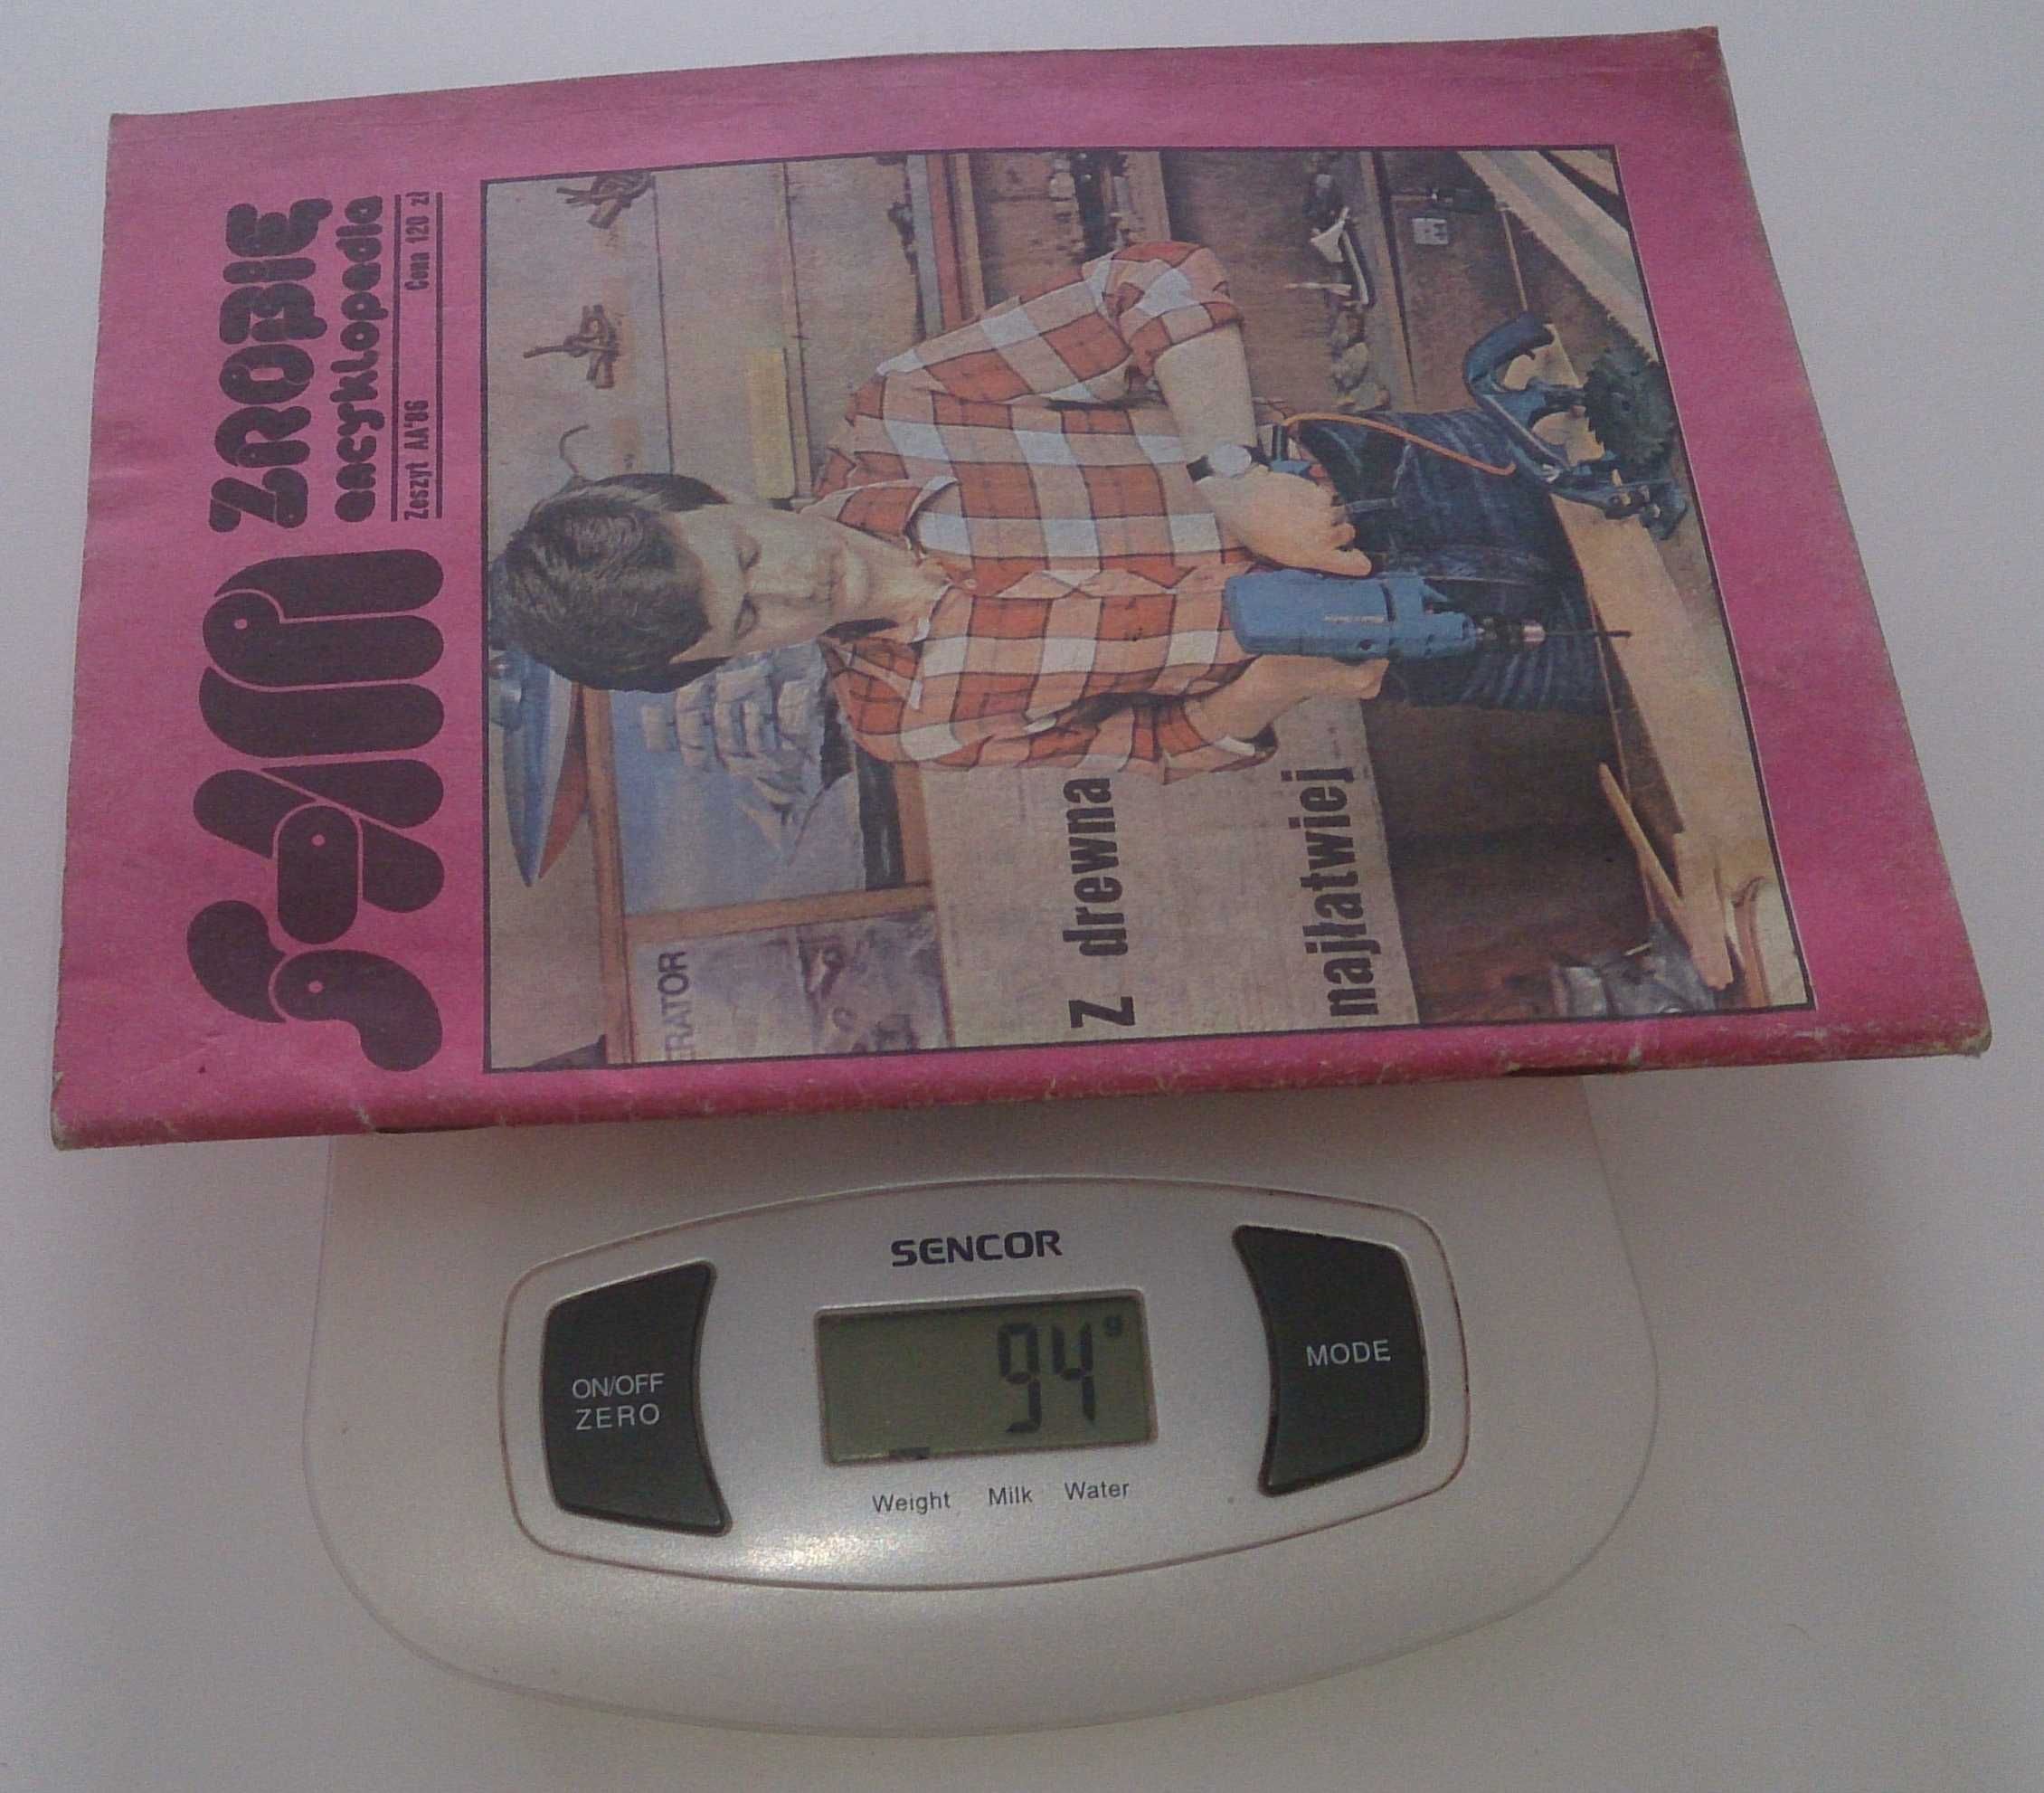 Sam
ZROBIĘ
encyklopedia
Zeszyt AA'86 Cena 120 zł
ERATOR
Z drewna
najłatwiej
SENCOR
94 g
ON/OFF
ZERO
MODE
Weight Milk Water